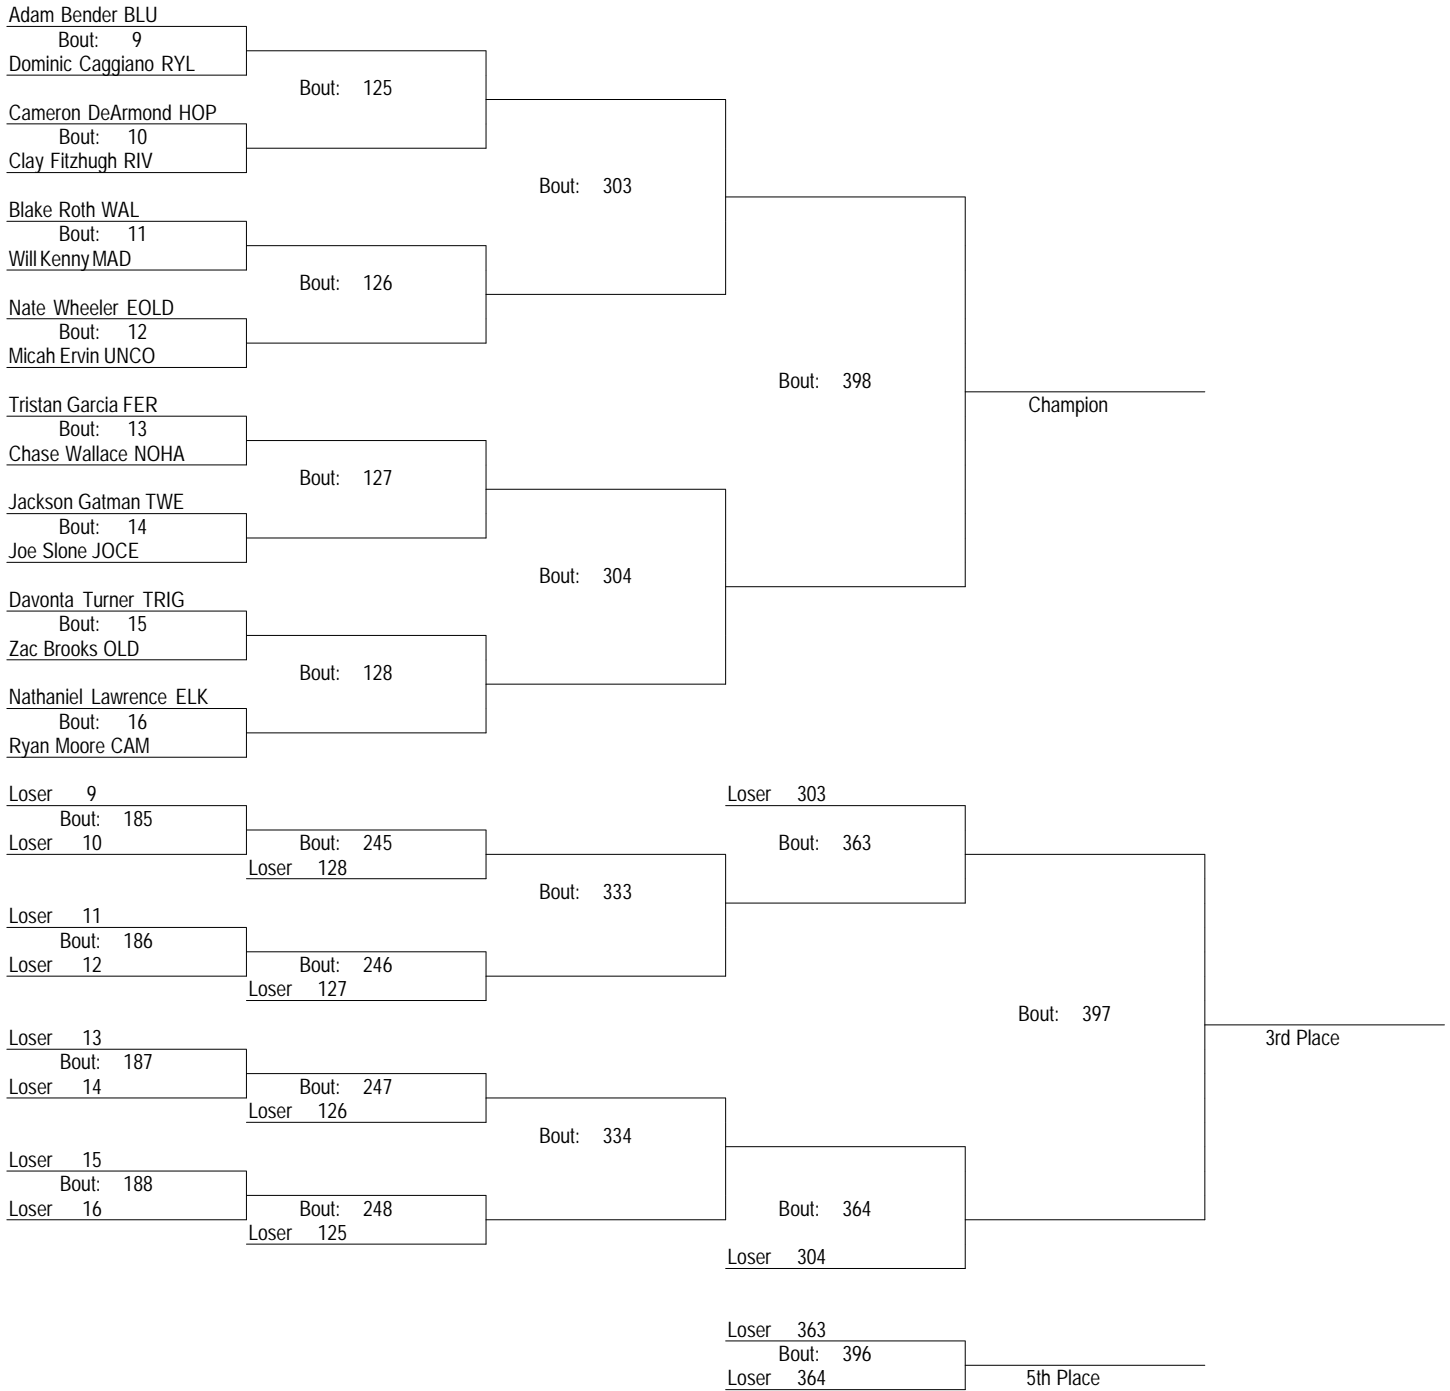 Adam Bender BLU
Bout: 9
Dominic Caggiano RYL
Bout: 125
Cameron DeArmond HOP
Bout: 10
Clay Fitzhugh RIV
Bout: 303
Blake Roth WAL
Bout: 11
Will Kenny MAD
Bout: 126
Nate Wheeler EOLD
Bout: 12
Micah Ervin UNCO
Bout: 398
Champion
Tristan Garcia FER
Bout: 13
Chase Wallace NOHA
Bout: 127
Jackson Gatman TWE
Bout: 14
Joe Slone JOCE
Bout: 304
Davonta Turner TRIG
Bout: 15
Zac Brooks OLD
Bout: 128
Nathaniel Lawrence ELK
Bout: 16
Ryan Moore CAM
Loser 9
Bout: 185
Loser 10
Bout: 245
Loser 128
Loser 303
Bout: 363
Bout: 333
Loser 11
Bout: 186
Loser 12
Bout: 246
Loser 127
Bout: 397
3rd Place
Loser 13
Bout: 187
Loser 14
Bout: 247
Loser 126
Bout: 334
Loser 15
Bout: 188
Loser 16
Bout: 248
Loser 125
Bout: 364
Loser 304
Loser 363
Bout: 396
Loser 364
5th Place